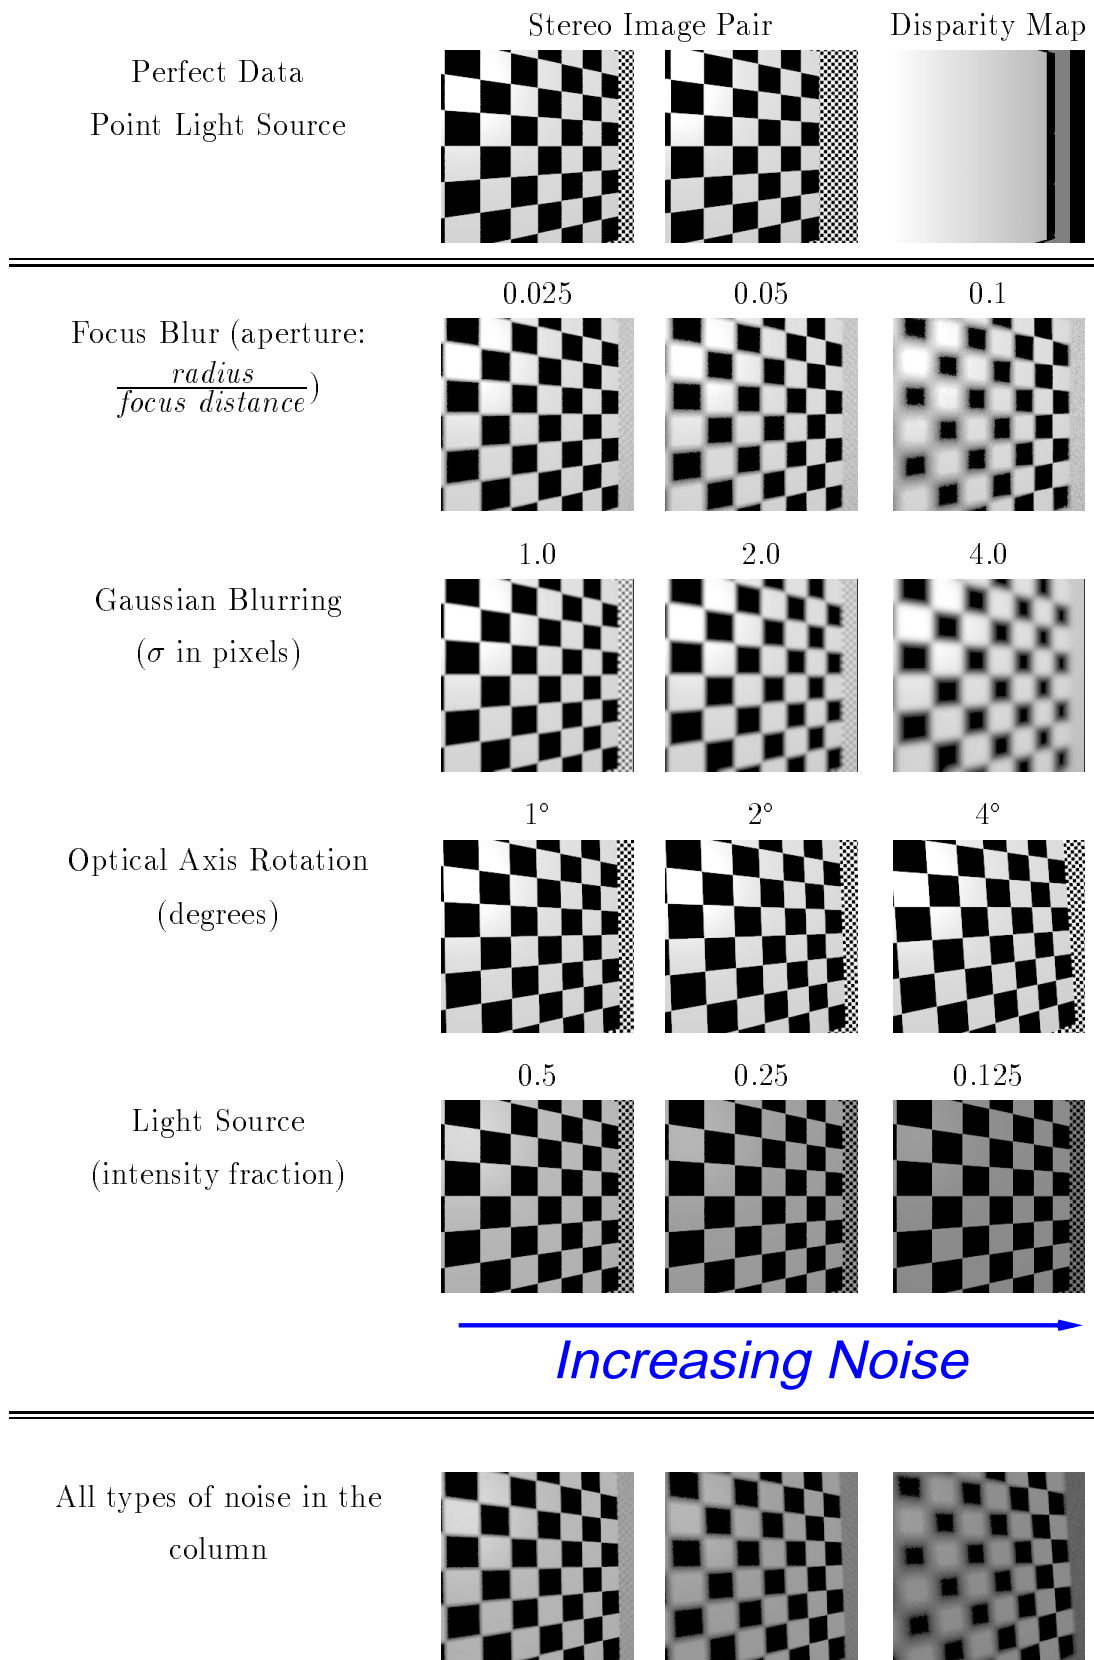 Stereo Image Pair Disparity Map
Perfect Data
Point Light Source
0.025 0.05 0.1
Focus Blur (aperture:
radius
focus distance)
1.0 2.0 4.0
Gaussian Blurring
(σ in pixels)
1° 2° 4°
Optical Axis Rotation
(degrees)
0.5 0.25 0.125
Light Source
(intensity fraction)
Increasing Noise
All types of noise in the
column